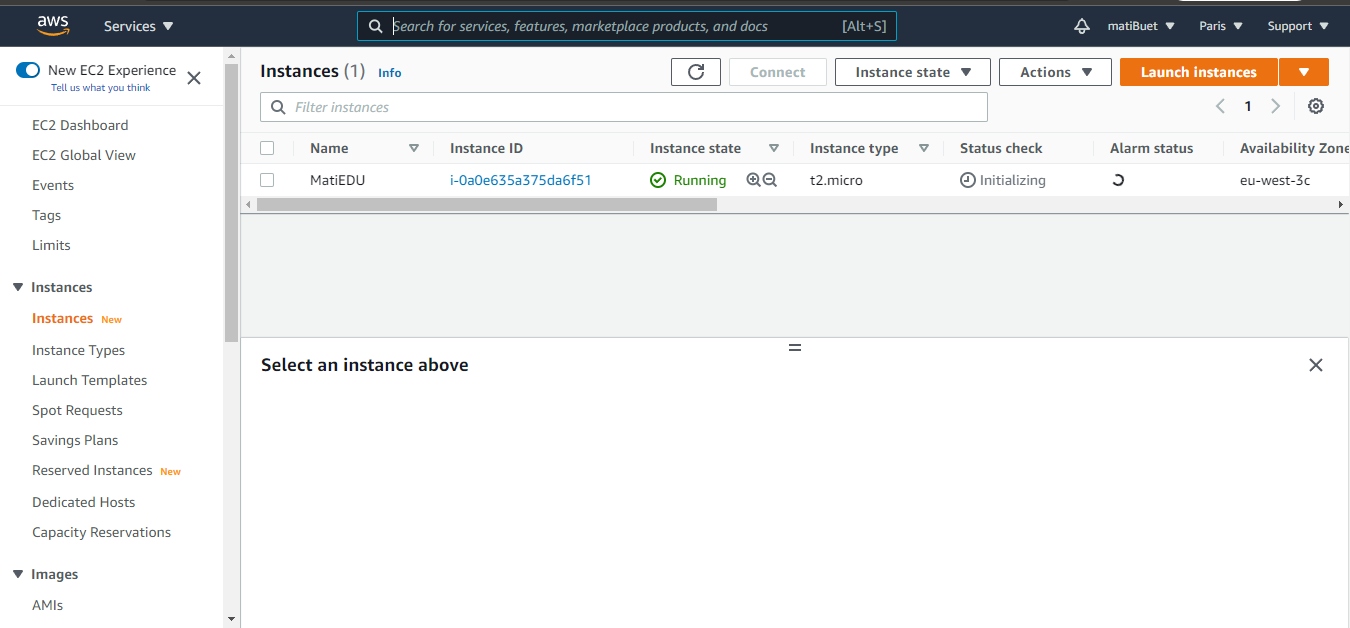 aws Services ▼ Search for services, features, marketplace products, and docs [Alt+S] matiBuet ▼ Paris ▼ Support ▼
New EC2 Experience
Tell us what you think
EC2 Dashboard
EC2 Global View
Events
Tags
Limits
Instances
Instances New
Instance Types
Launch Templates
Spot Requests
Savings Plans
Reserved Instances New
Dedicated Hosts
Capacity Reservations
Images
AMIs
Instances (1) Info Connect Instance state ▼ Actions ▼ Launch instances ▼
Filter instances 1
Name Instance ID Instance state Instance type Status check Alarm status Availability Zone
MatiEDU i-0a0e635a375da6f51 Running t2.micro Initializing eu-west-3c
Select an instance above